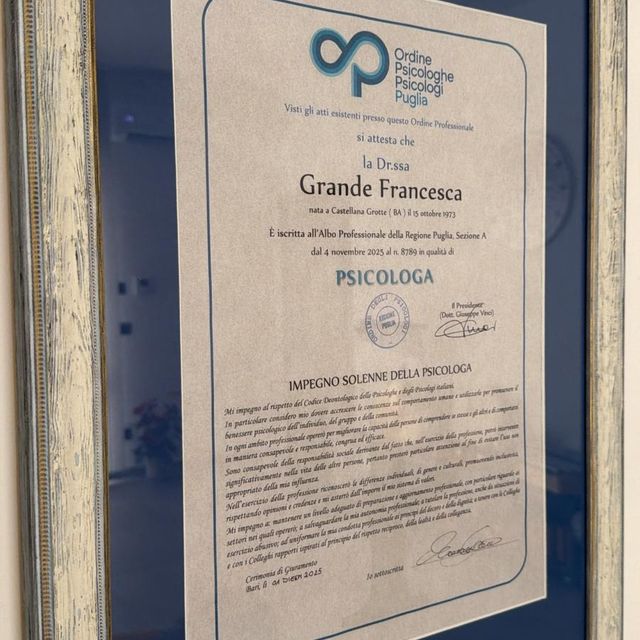 Ordine
Psicologhe
Psicologi
Puglia
Visti gli atti esistenti presso questo Ordine Professionale
si attesta che
la Dr.ssa
Grande Francesca
nata a Castellana Grotte ( BA ) il 15 ottobre 1973
È iscritta all'Albo Professionale della Regione Puglia, Sezione A
dal 4 novembre 2025 al n. 8789 in qualità di
PSICOLOGA
Il Presidente
(Dott. Giuseppe Vinci)
ORDINE DEGLI PSICOLOGI
REGIONE
PUGLIA
IMPEGNO SOLENNE DELLA PSICOLOGA
Mi impegno al rispetto del Codice Deontologico delle Psicologhe e degli Psicologi italiani.
In particolare considero mio dovere accrescere le conoscenze sul comportamento umano e utilizzarle per promuovere il
benessere psicologico dell'individuo, del gruppo e della comunità.
In ogni ambito professionale opererò per migliorare la capacità delle persone di comprendere se stesse e gli altri e di comportarsi
in maniera consapevole e responsabile, congrua ed efficace.
Sono consapevole della responsabilità sociale derivante dal fatto che, nell'esercizio della professione, potrò intervenire
significativamente nella vita delle altre persone, pertanto presterò particolare attenzione al fine di evitare l'uso non
appropriato della mia influenza.
Nell'esercizio della professione riconoscerò le differenze individuali, di genere e culturali, promuovendo inclusività,
rispettando opinioni e credenze e mi asterrò dall'imporre il mio sistema di valori.
Mi impegno a: mantenere un livello adeguato di preparazione e aggiornamento professionale, con particolare riguardo ai
settori nei quali opererò; a salvaguardare la mia autonomia professionale; a tutelare la professione, anche da situazioni di
esercizio abusivo; ad uniformare la mia condotta professionale ai principi del decoro e della dignità; a tenere con le Colleghe
e con i Colleghi rapporti ispirati al principio del rispetto reciproco, della lealtà e della colleganza.
Cerimonia di Giuramento
Bari, lì 01 DICEM 2025
Io sottoscritta